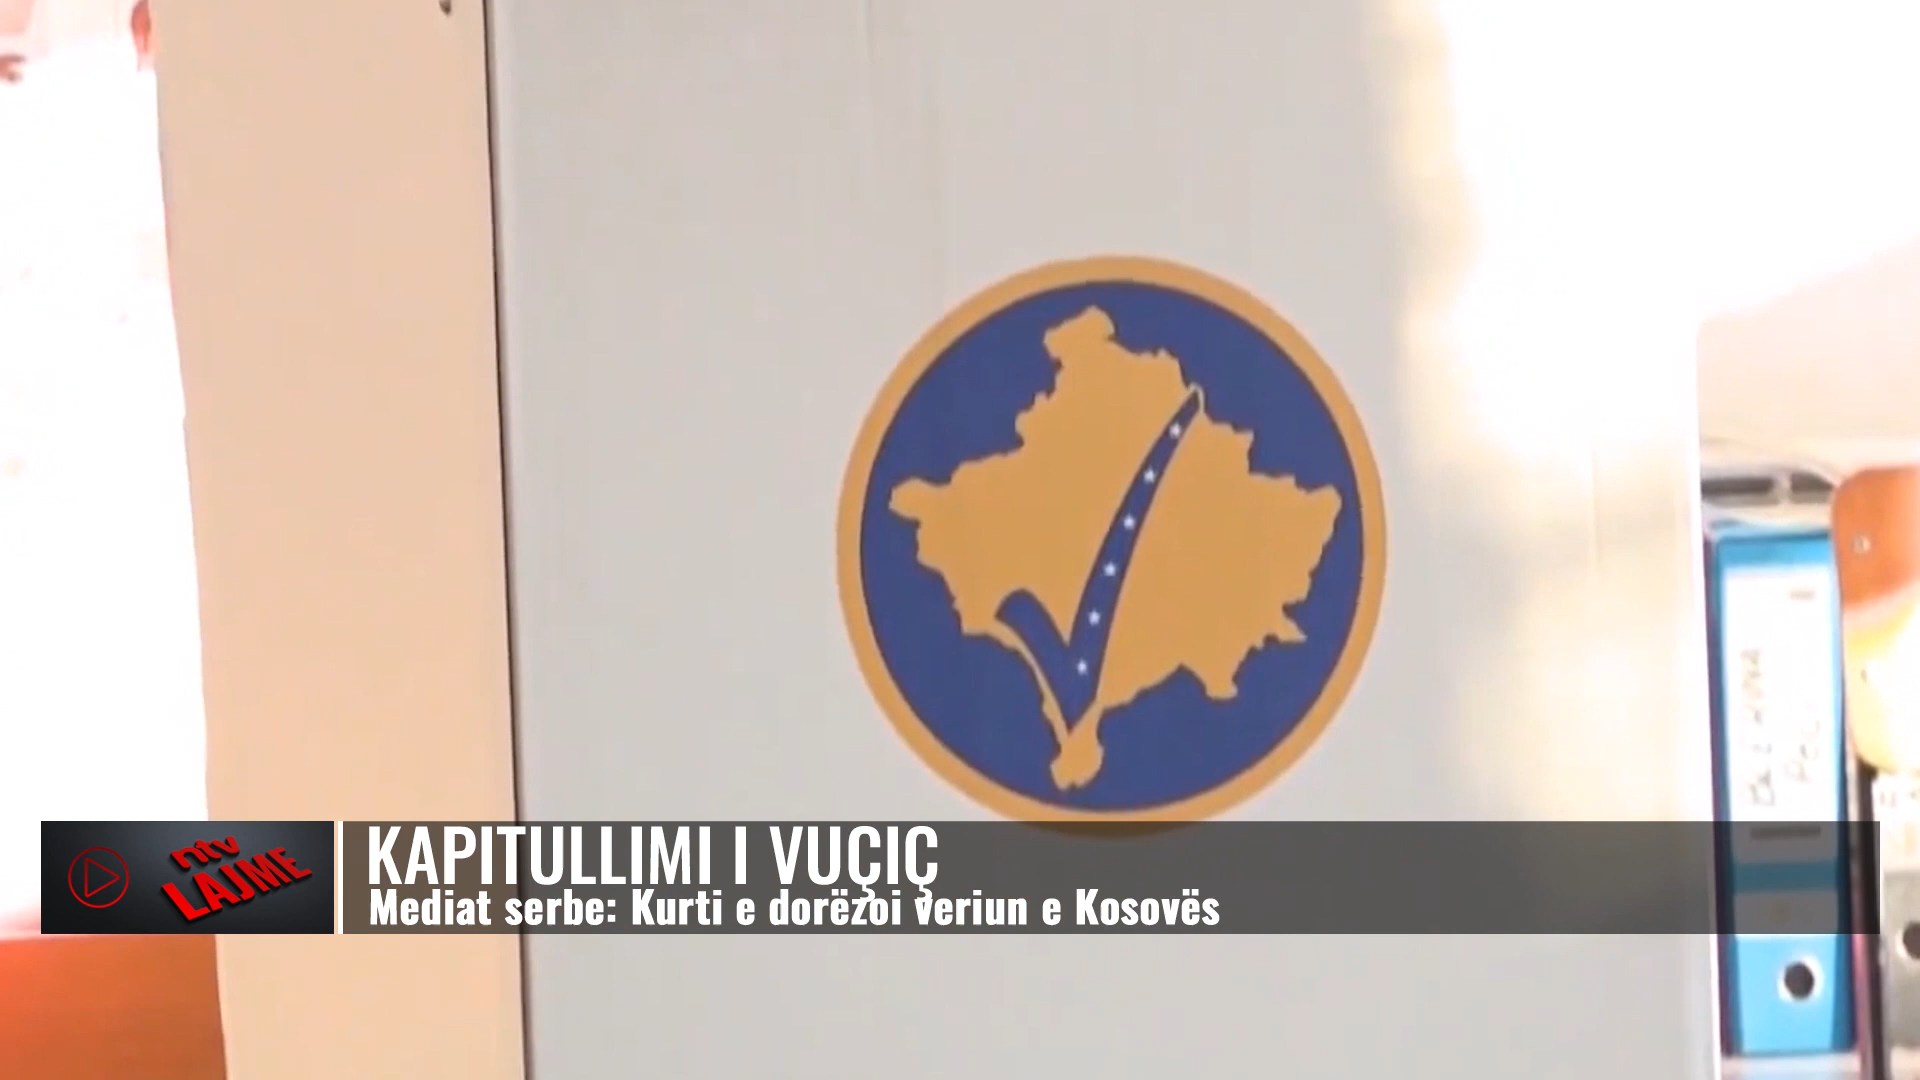 ntv
LAJME
KAPITULLIMI I VUÇIÇ
Mediat serbe: Kurti e dorëzoi veriun e Kosovës